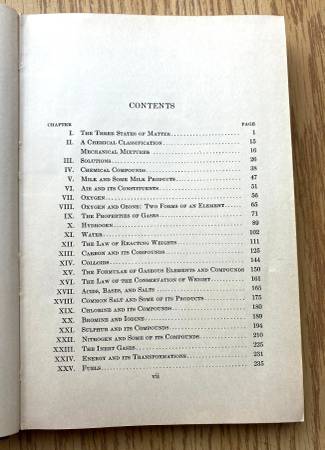 CONTENTS
CHAPTER PAGE
I. The Three States of Matter 1
II. A Chemical Classification 15
Mechanical Mixtures 16
III. Solutions 26
IV. Chemical Compounds 38
V. Milk and Some Milk Products 47
VI. Air and its Constituents 51
VII. Oxygen 56
VIII. Oxygen and Ozone: Two Forms of an Element 65
IX. The Properties of Gases 71
X. Hydrogen 89
XI. Water 102
XII. The Law of Reacting Weights 111
XIII. Carbon and its Compounds 125
XIV. Colloids 144
XV. The Formulae of Gaseous Elements and Compounds 150
XVI. The Law of the Conservation of Weight 161
XVII. Acids, Bases, and Salts 165
XVIII. Common Salt and Some of its Products 175
XIX. Chlorine and its Compounds 180
XX. Bromine and Iodine 189
XXI. Sulphur and its Compounds 194
XXII. Nitrogen and Some of its Compounds 210
XXIII. The Inert Gases 225
XXIV. Energy and its Transformations 231
XXV. Fuels 235
vii